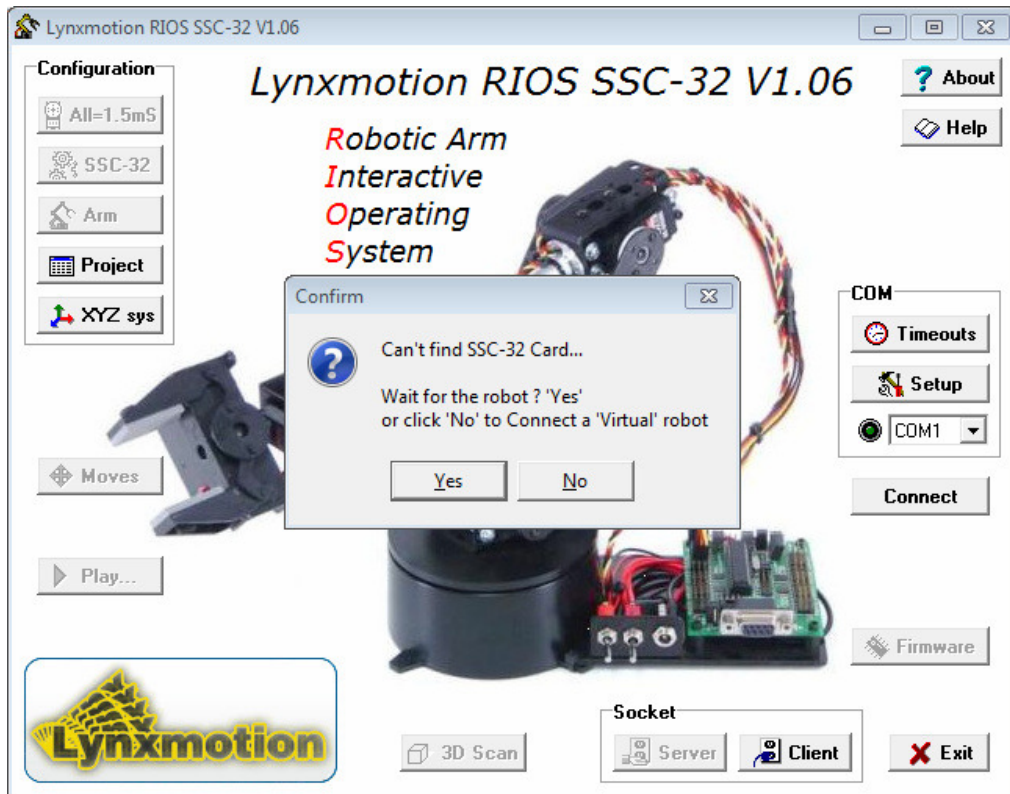 Lynxmotion RIOS SSC-32 V1.06
Configuration
All=1.5mS
SSC-32
Arm
Project
XYZ sys
Lynxmotion RIOS SSC-32 V1.06
Robotic Arm
Interactive
Operating
System
About
Help
Confirm
Can't find SSC-32 Card...
Wait for the robot ? 'Yes'
or click 'No' to Connect a 'Virtual' robot
Yes
No
COM
Timeouts
Setup
COM1
Connect
Moves
Play...
Firmware
Lynxmotion
3D Scan
Socket
Server
Client
Exit